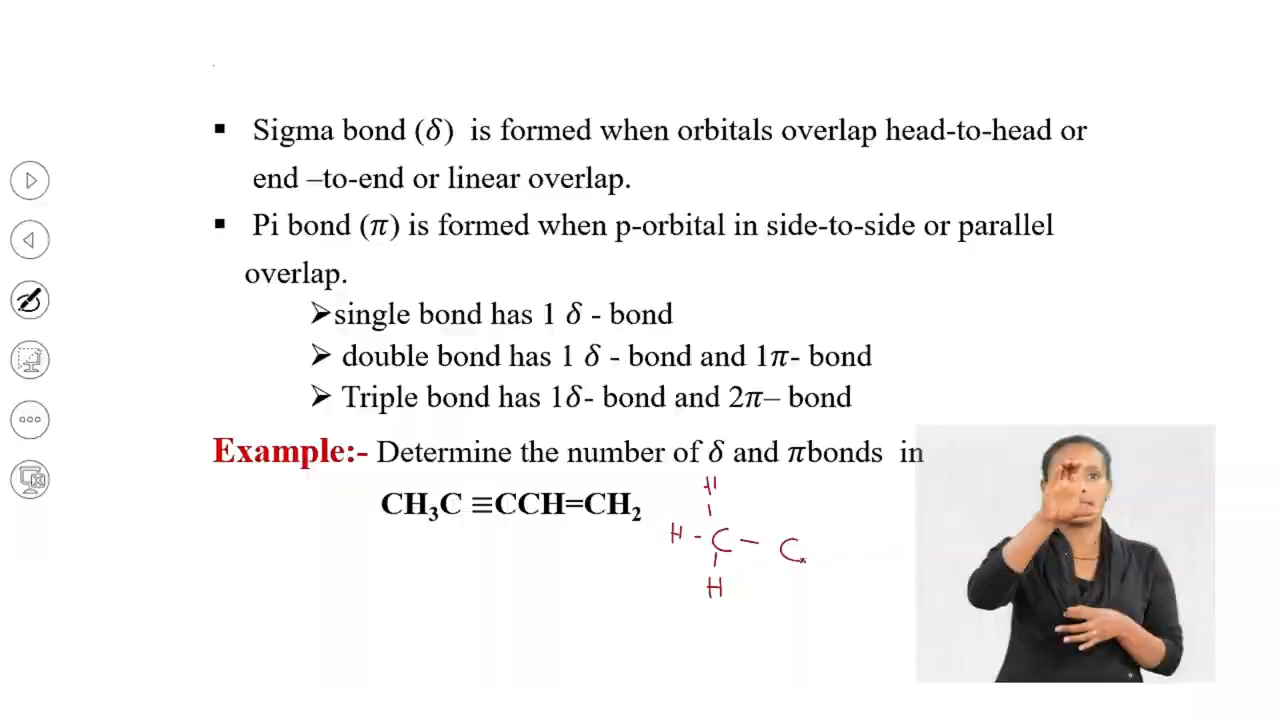 ▪ Sigma bond (𝛿) is formed when orbitals overlap head-to-head or
end –to-end or linear overlap.
▪ Pi bond (𝜋) is formed when p-orbital in side-to-side or parallel
overlap.
➢single bond has 1 𝛿 - bond
➢ double bond has 1 𝛿 - bond and 1𝜋- bond
➢ Triple bond has 1𝛿- bond and 2𝜋– bond
Example:- Determine the number of 𝛿 and 𝜋bonds in
CH₃C ≡CCH=CH₂
H
H - C - C
H